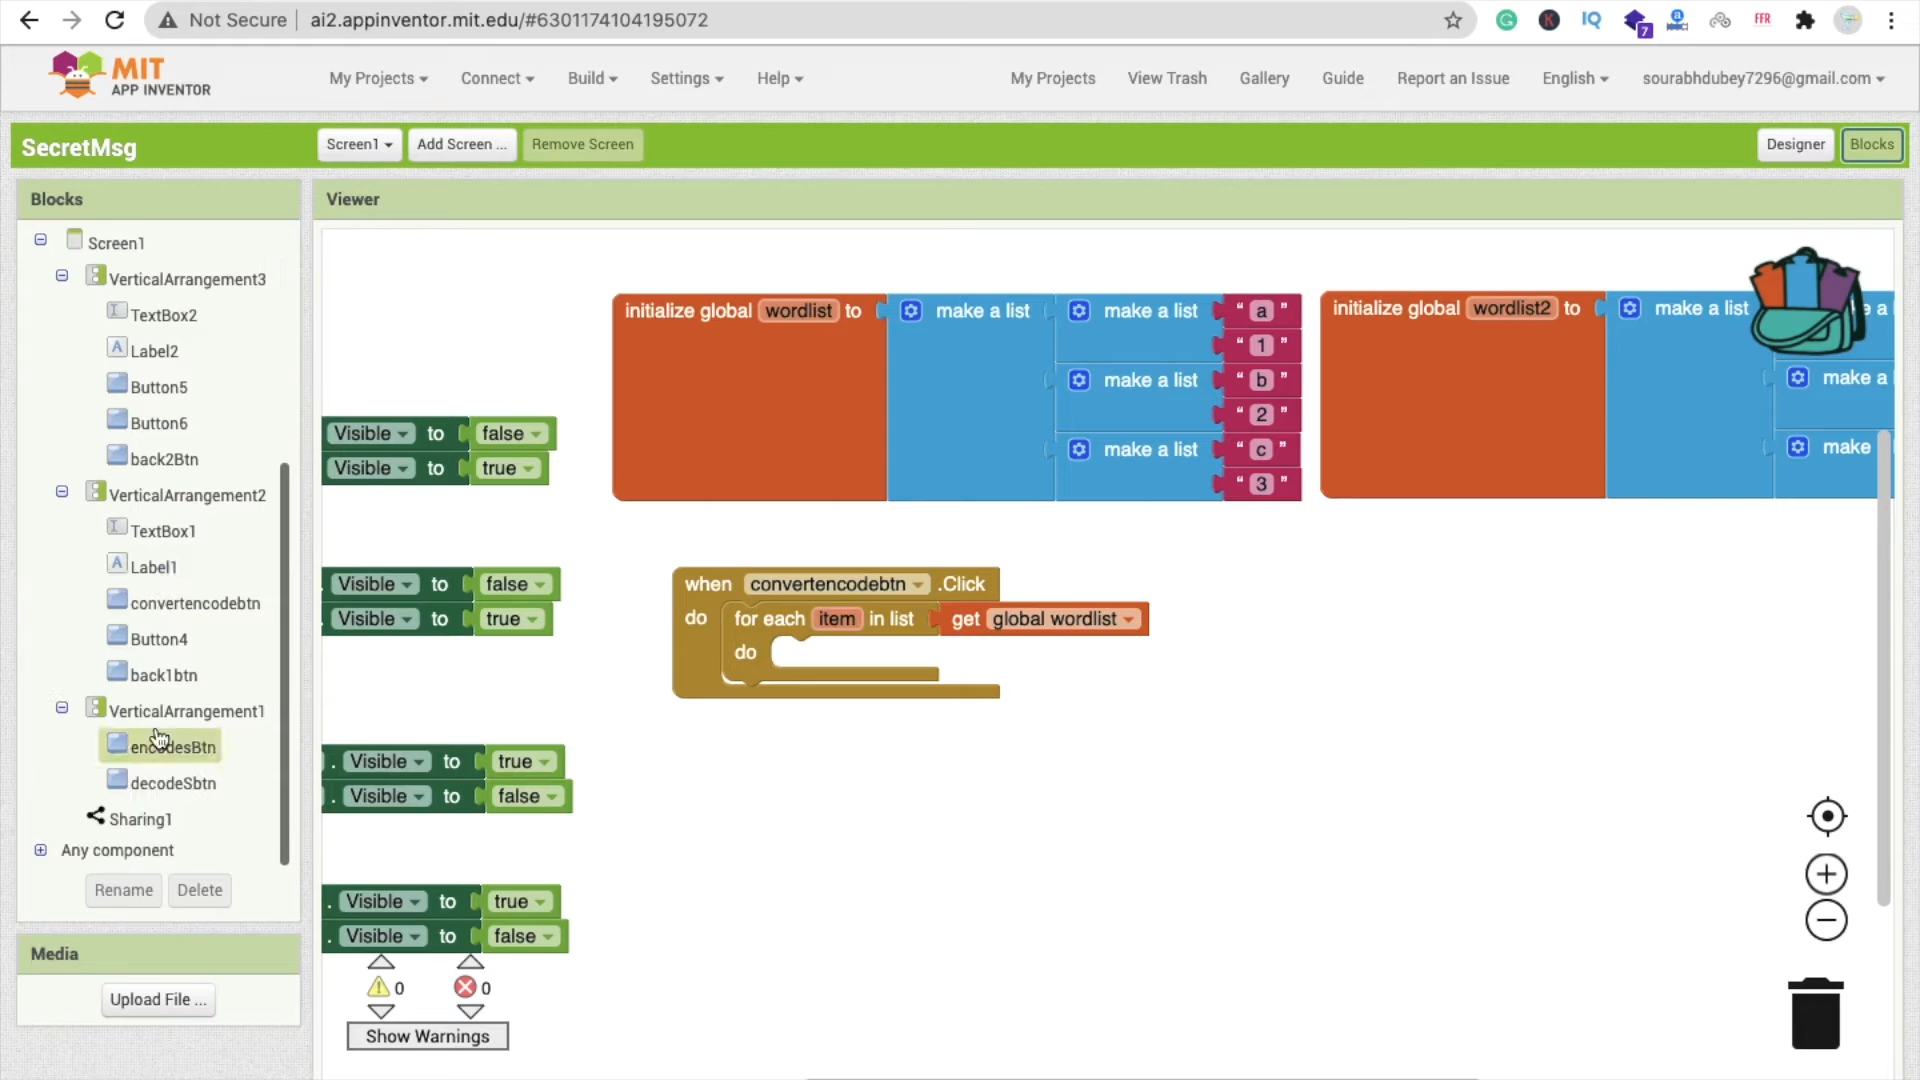 Not Secure
ai2.appinventor.mit.edu/#6301174104195072
IQ
7
FFR
MIT
APP INVENTOR
My Projects
Connect
Build
Settings
Help
My Projects
View Trash
Gallery
Guide
Report an Issue
English
sourabhdubey7296@gmail.com
SecretMsg
Screen1
Add Screen ...
Remove Screen
Designer
Blocks
Blocks
Viewer
Screen1
VerticalArrangement3
TextBox2
Label2
Button5
Button6
back2Btn
VerticalArrangement2
TextBox1
Label1
convertencodebtn
Button4
back1btn
VerticalArrangement1
encodesBtn
decodeSbtn
Sharing1
Any component
Rename
Delete
Media
Upload File ...
initialize global wordlist to
make a list
make a list
“ a ”
“ 1 ”
make a list
“ b ”
“ 2 ”
make a list
“ c ”
“ 3 ”
initialize global wordlist2 to
make a list
make a
make
Visible to false
Visible to true
Visible to false
Visible to true
. Visible to true
. Visible to false
. Visible to true
. Visible to false
when convertencodebtn .Click
do for each item in list get global wordlist
do
0
0
Show Warnings